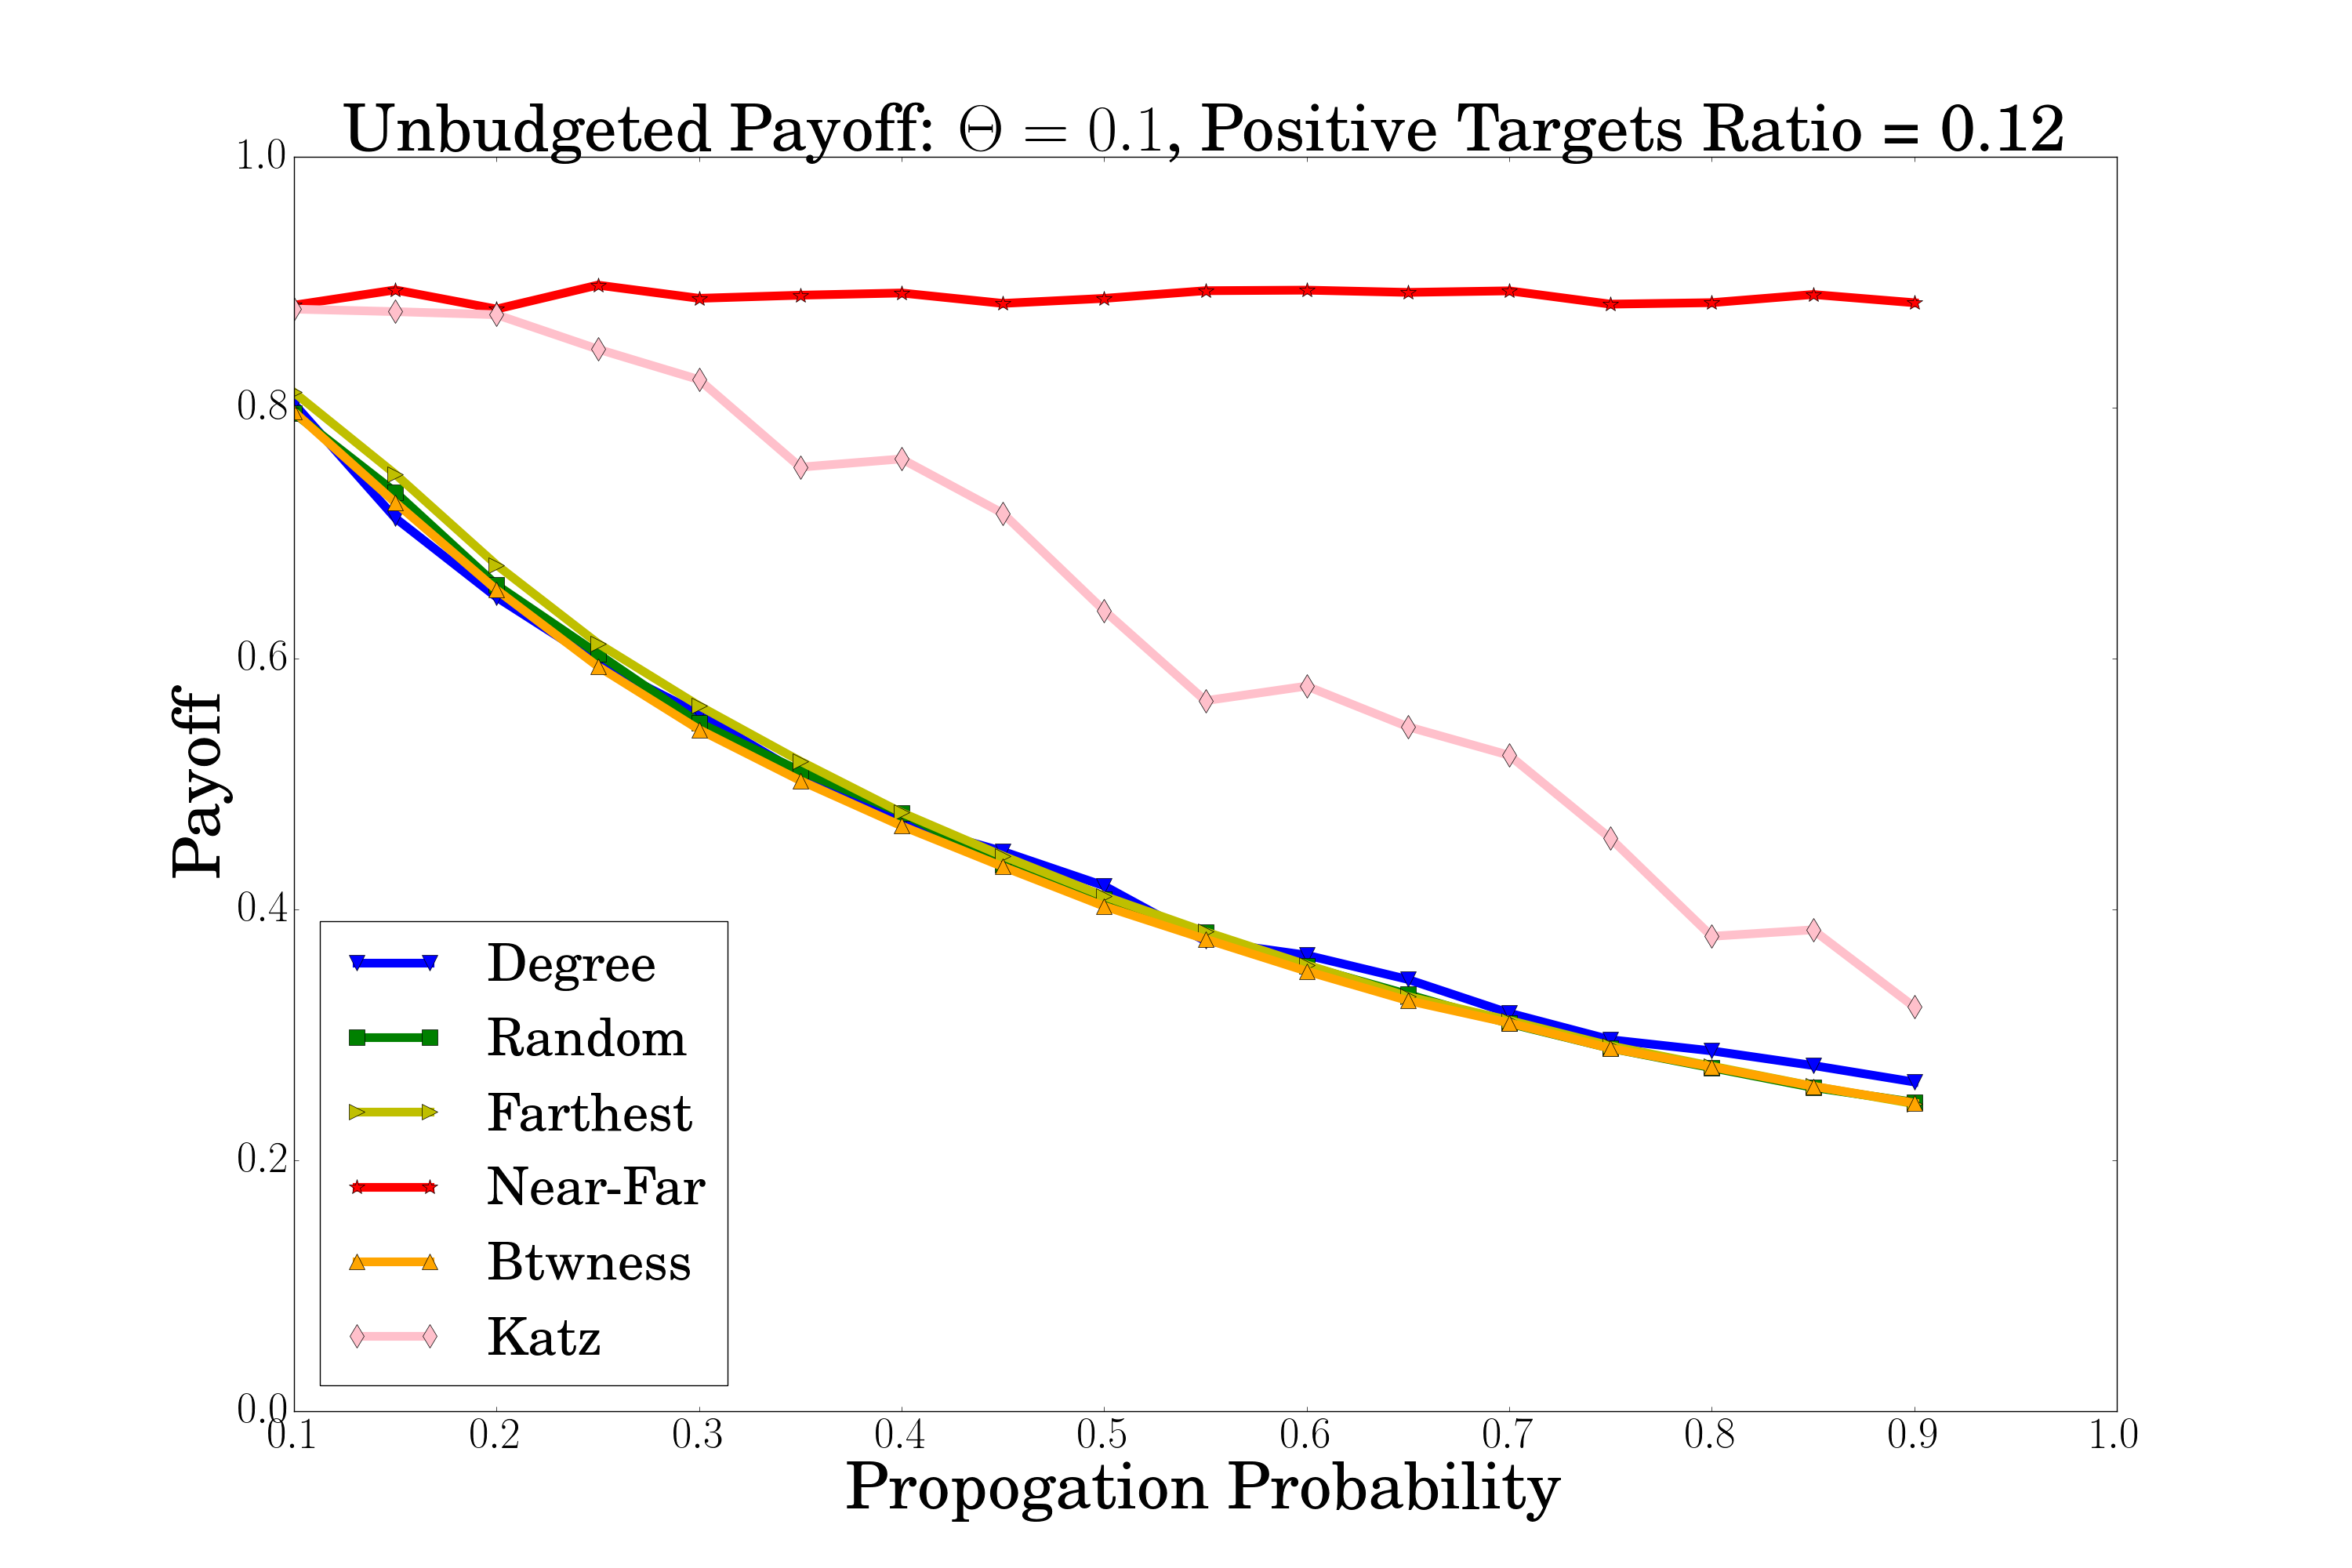 Unbudgeted Payoff: Θ = 0.1, Positive Targets Ratio = 0.12
1.0
0.8
0.6
0.4
0.2
0.0
Payoff
Degree
Random
Farthest
Near-Far
Btwness
Katz
0.1 0.2 0.3 0.4 0.5 0.6 0.7 0.8 0.9 1.0
Propogation Probability